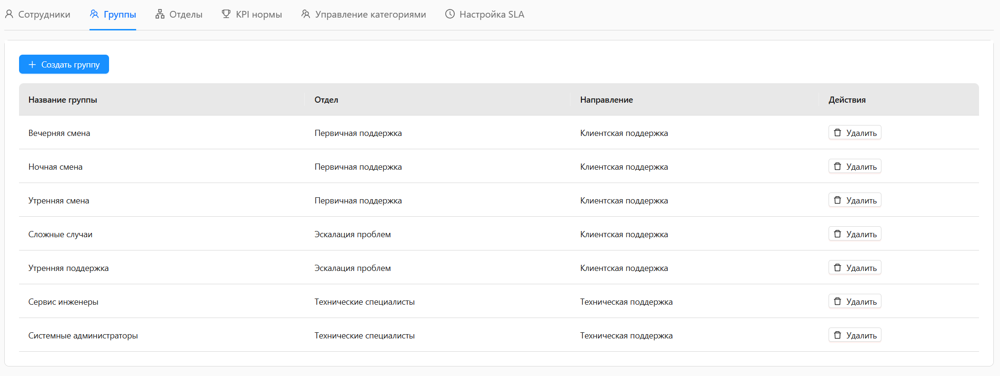 Сотрудники Группы Отделы KPI нормы Управление категориями Настройка SLA
Создать группу
Название группы Отдел Направление Действия
Вечерняя смена Первичная поддержка Клиентская поддержка Удалить
Ночная смена Первичная поддержка Клиентская поддержка Удалить
Утренняя смена Первичная поддержка Клиентская поддержка Удалить
Сложные случаи Эскалация проблем Клиентская поддержка Удалить
Утренняя поддержка Эскалация проблем Клиентская поддержка Удалить
Сервис инженеры Технические специалисты Техническая поддержка Удалить
Системные администраторы Технические специалисты Техническая поддержка Удалить